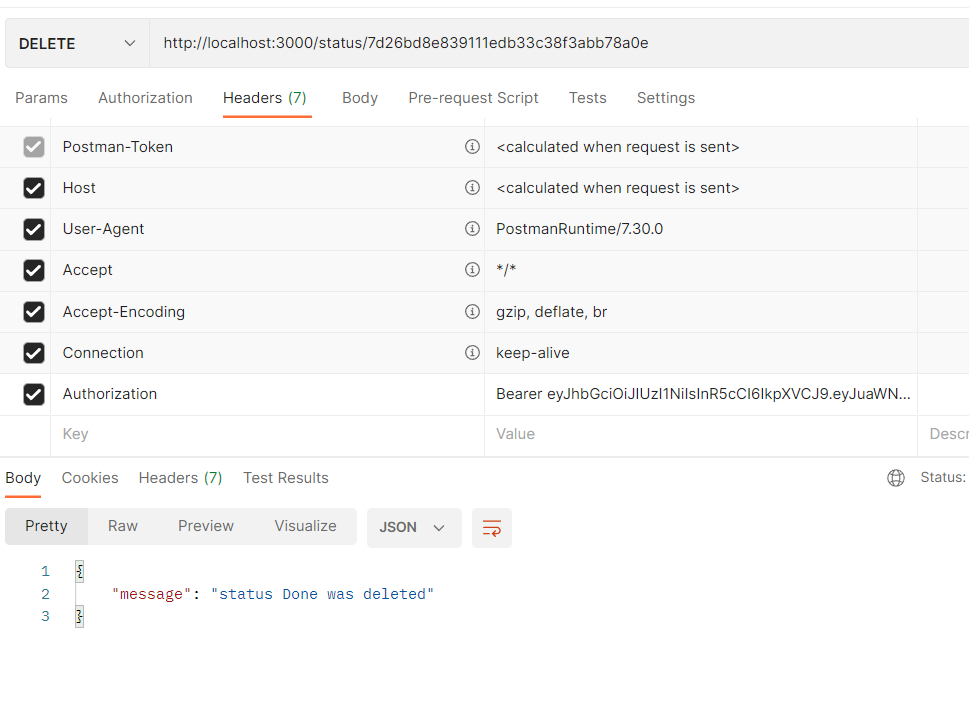 DELETE http://localhost:3000/status/7d26bd8e839111edb33c38f3abb78a0e
Params Authorization Headers (7) Body Pre-request Script Tests Settings
Postman-Token <calculated when request is sent>
Host <calculated when request is sent>
User-Agent PostmanRuntime/7.30.0
Accept */*
Accept-Encoding gzip, deflate, br
Connection keep-alive
Authorization Bearer eyJhbGciOiJIUzI1NiIsInR5cCI6IkpXVCJ9.eyJuaWN...
Key Value Descr
Body Cookies Headers (7) Test Results Status:
Pretty Raw Preview Visualize JSON
1 {
2 "message": "status Done was deleted"
3 }